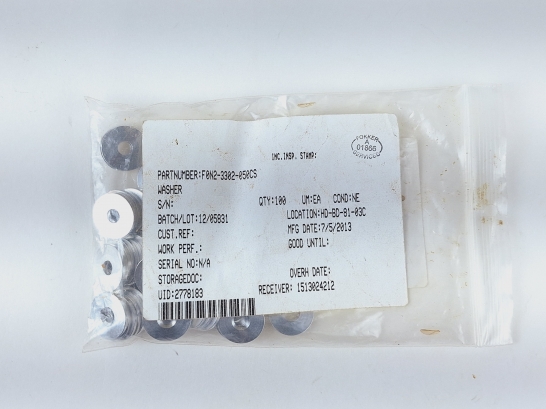 INC.INSP. STAMP:
FOKKER
A
01866
SERVICES
PARTNUMBER:F0N2-3302-050CS
WASHER
S/N: QTY:100 UM:EA COND:NE
BATCH/LOT:12/05831 LOCATION:HD-BD-81-03C
CUST.REF: MFG DATE:7/5/2013
WORK PERF.: GOOD UNTIL:
SERIAL NO:N/A
STORAGEDOC: OVERH DATE:
UID:2778183 RECEIVER: 1513024212